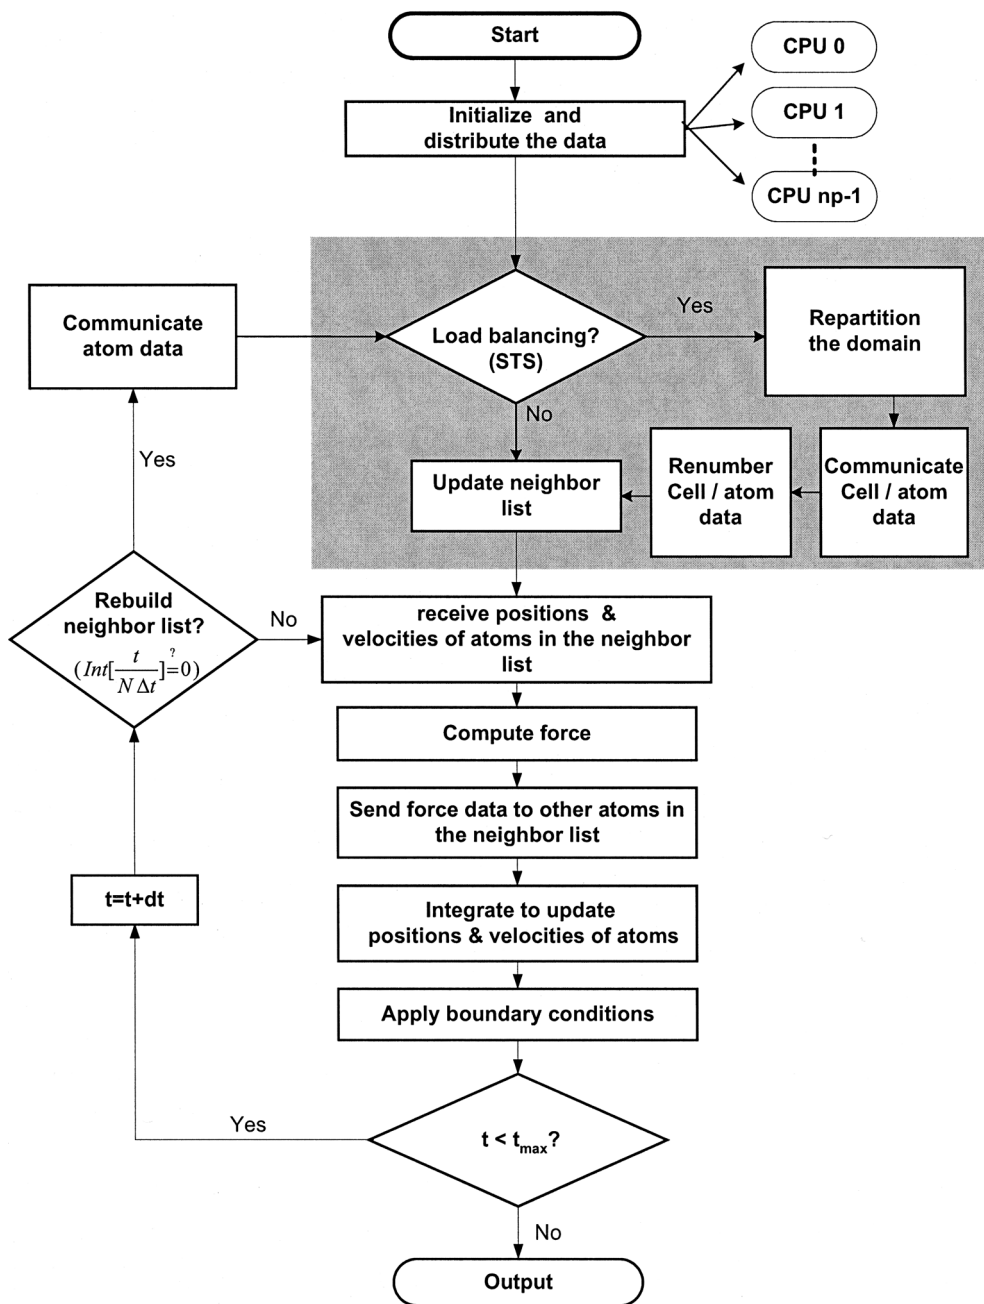 Start
CPU 0
Initialize and
distribute the data
CPU 1
CPU np-1
Communicate
atom data
Load balancing?
(STS)
Yes
Repartition
the domain
No
Yes
Update neighbor
list
Renumber
Cell / atom
data
Communicate
Cell / atom
data
Rebuild
neighbor list?
(Int[t/(N Δt)]≟0)
No
receive positions &
velocities of atoms in the neighbor
list
Compute force
Send force data to other atoms in
the neighbor list
t=t+dt
Integrate to update
positions & velocities of atoms
Apply boundary conditions
Yes
t < tmax?
No
Output